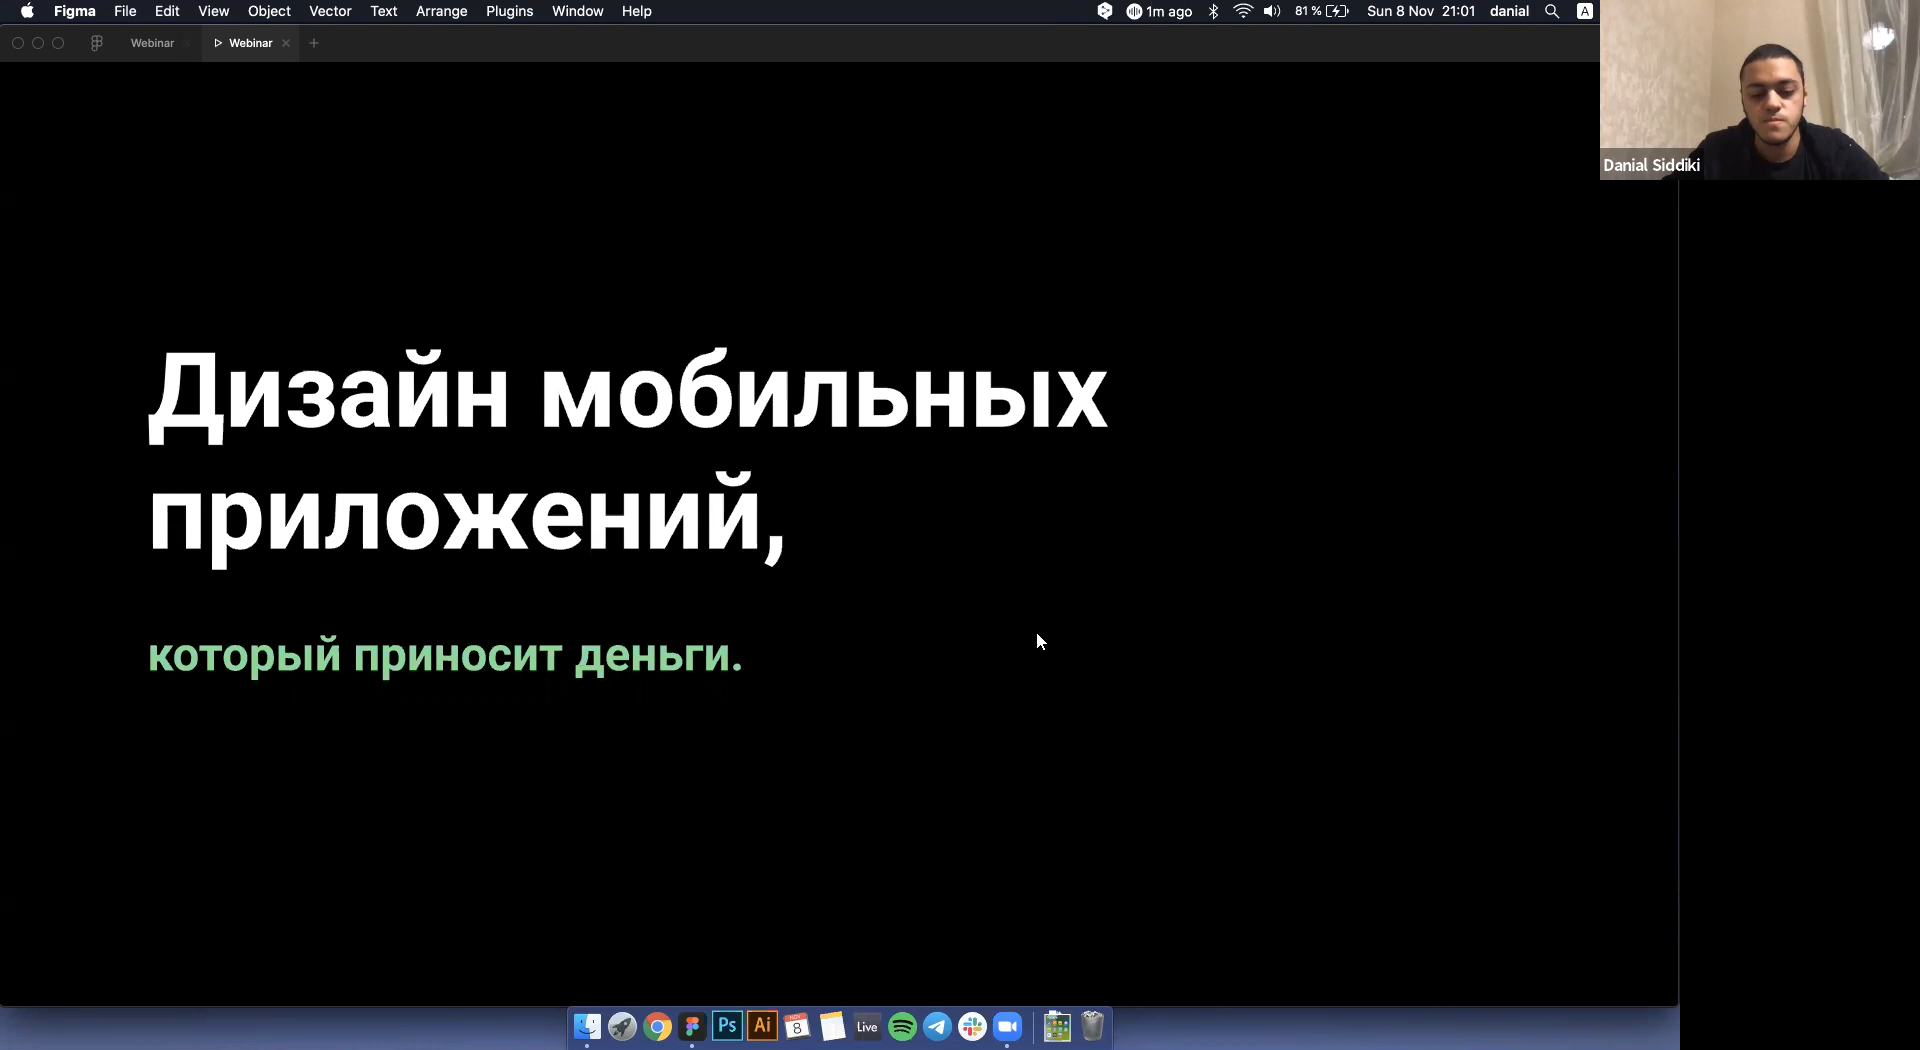 Figma File Edit View Object Vector Text Arrange Plugins Window Help 1m ago 81 % Sun 8 Nov 21:01 danial A
Webinar Webinar
Danial Siddiki
Дизайн мобильных
приложений,
который приносит деньги.
Ps Ai NOV 8 Live